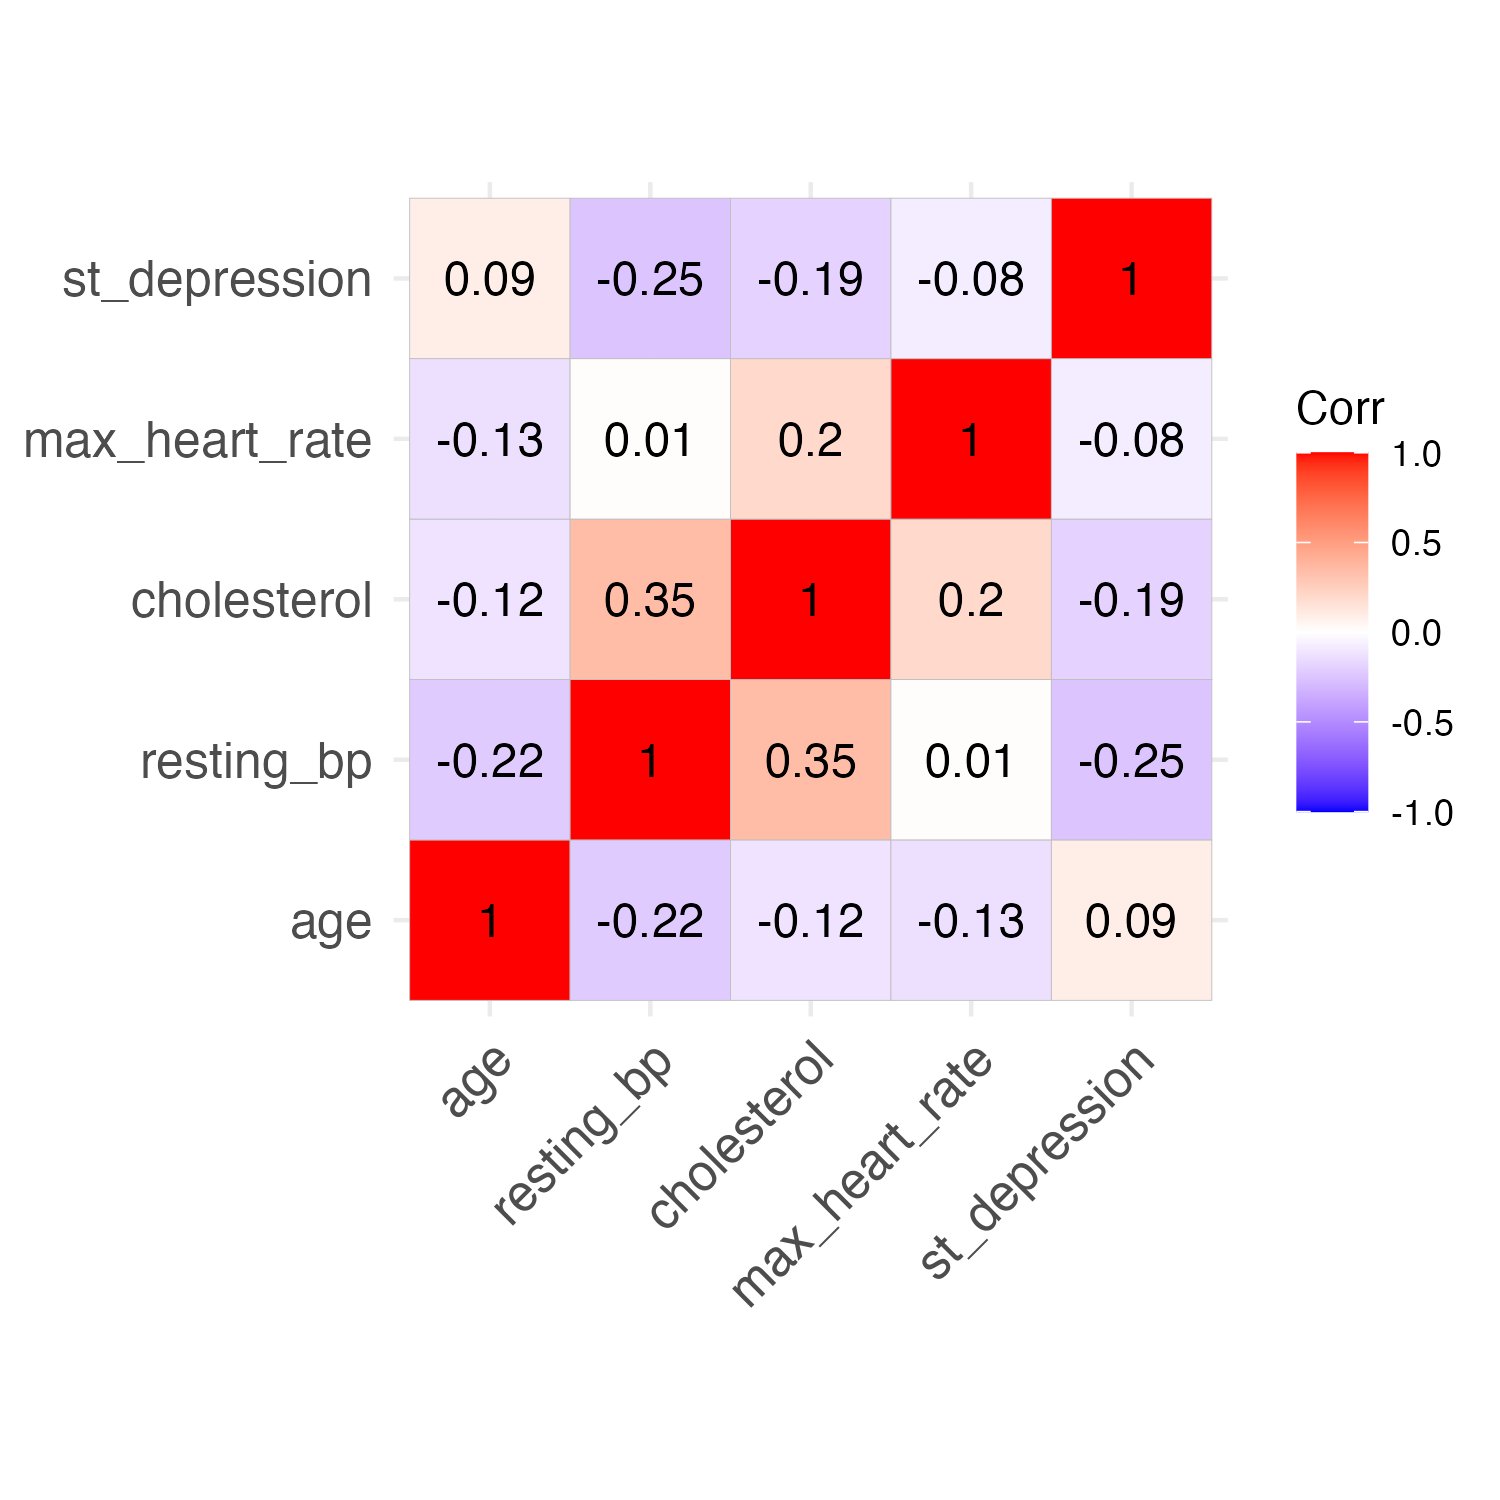 st_depression 0.09 -0.25 -0.19 -0.08 1
max_heart_rate -0.13 0.01 0.2 1 -0.08
cholesterol -0.12 0.35 1 0.2 -0.19
resting_bp -0.22 1 0.35 0.01 -0.25
age 1 -0.22 -0.12 -0.13 0.09
age
resting_bp
cholesterol
max_heart_rate
st_depression
Corr
1.0
0.5
0.0
-0.5
-1.0